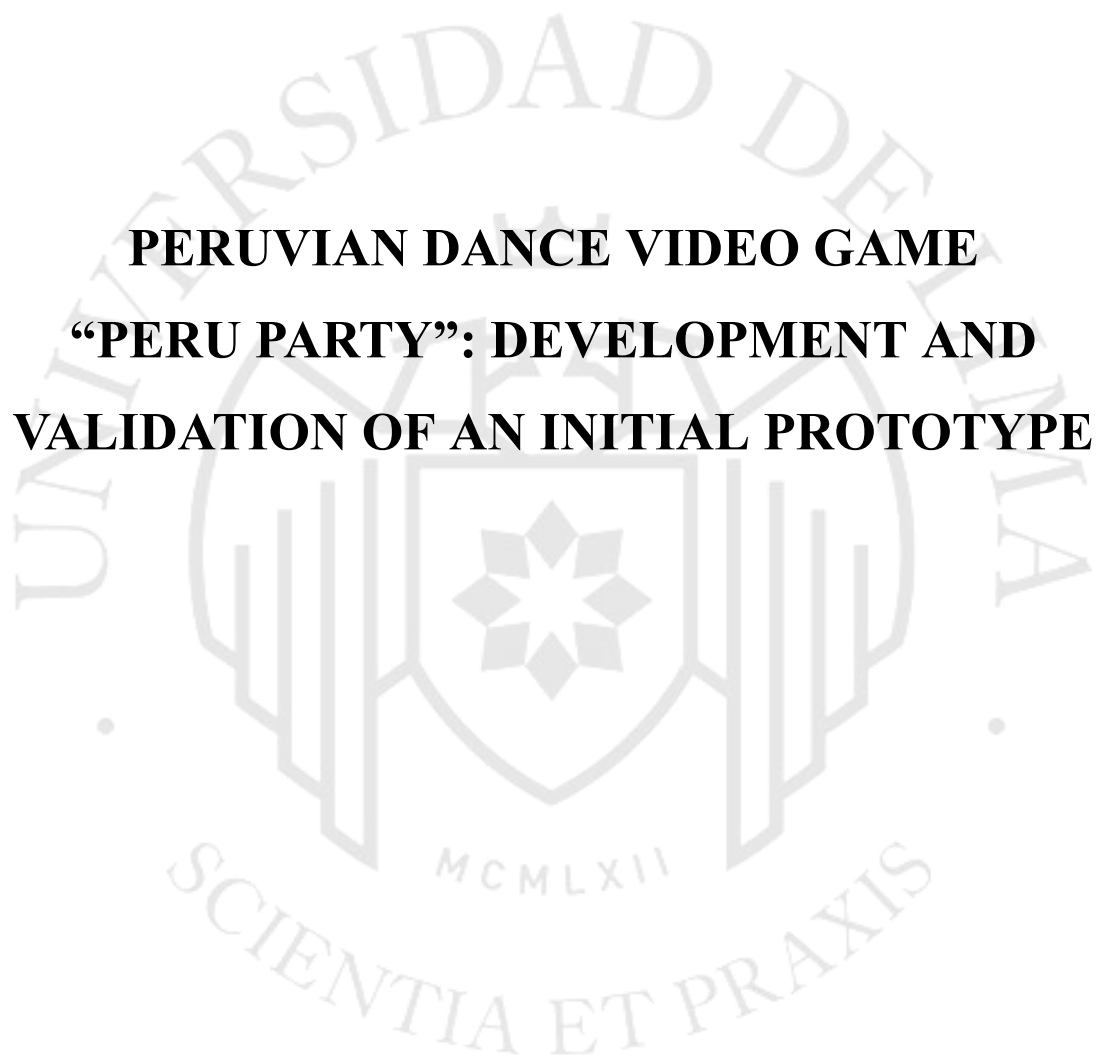 UNIVERSIDAD DE LIMA
PERUVIAN DANCE VIDEO GAME
“PERU PARTY”: DEVELOPMENT AND
VALIDATION OF AN INITIAL PROTOTYPE
MCMLXII
SCIENTIA ET PRAXIS